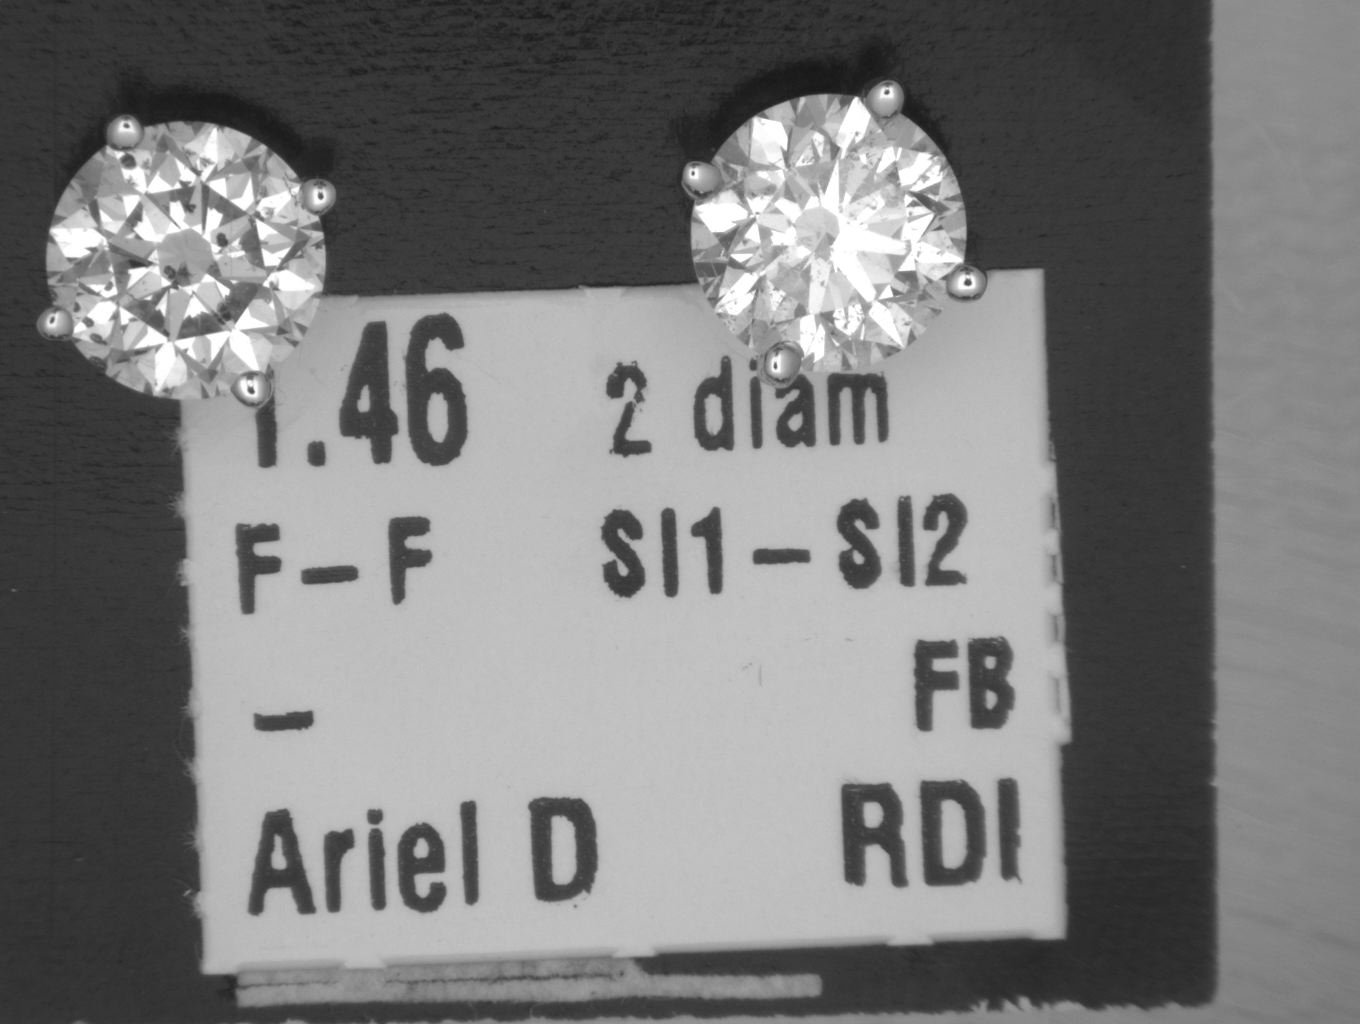 1.46 2 diam
F-F SI1-SI2
- FB
Ariel D RDI